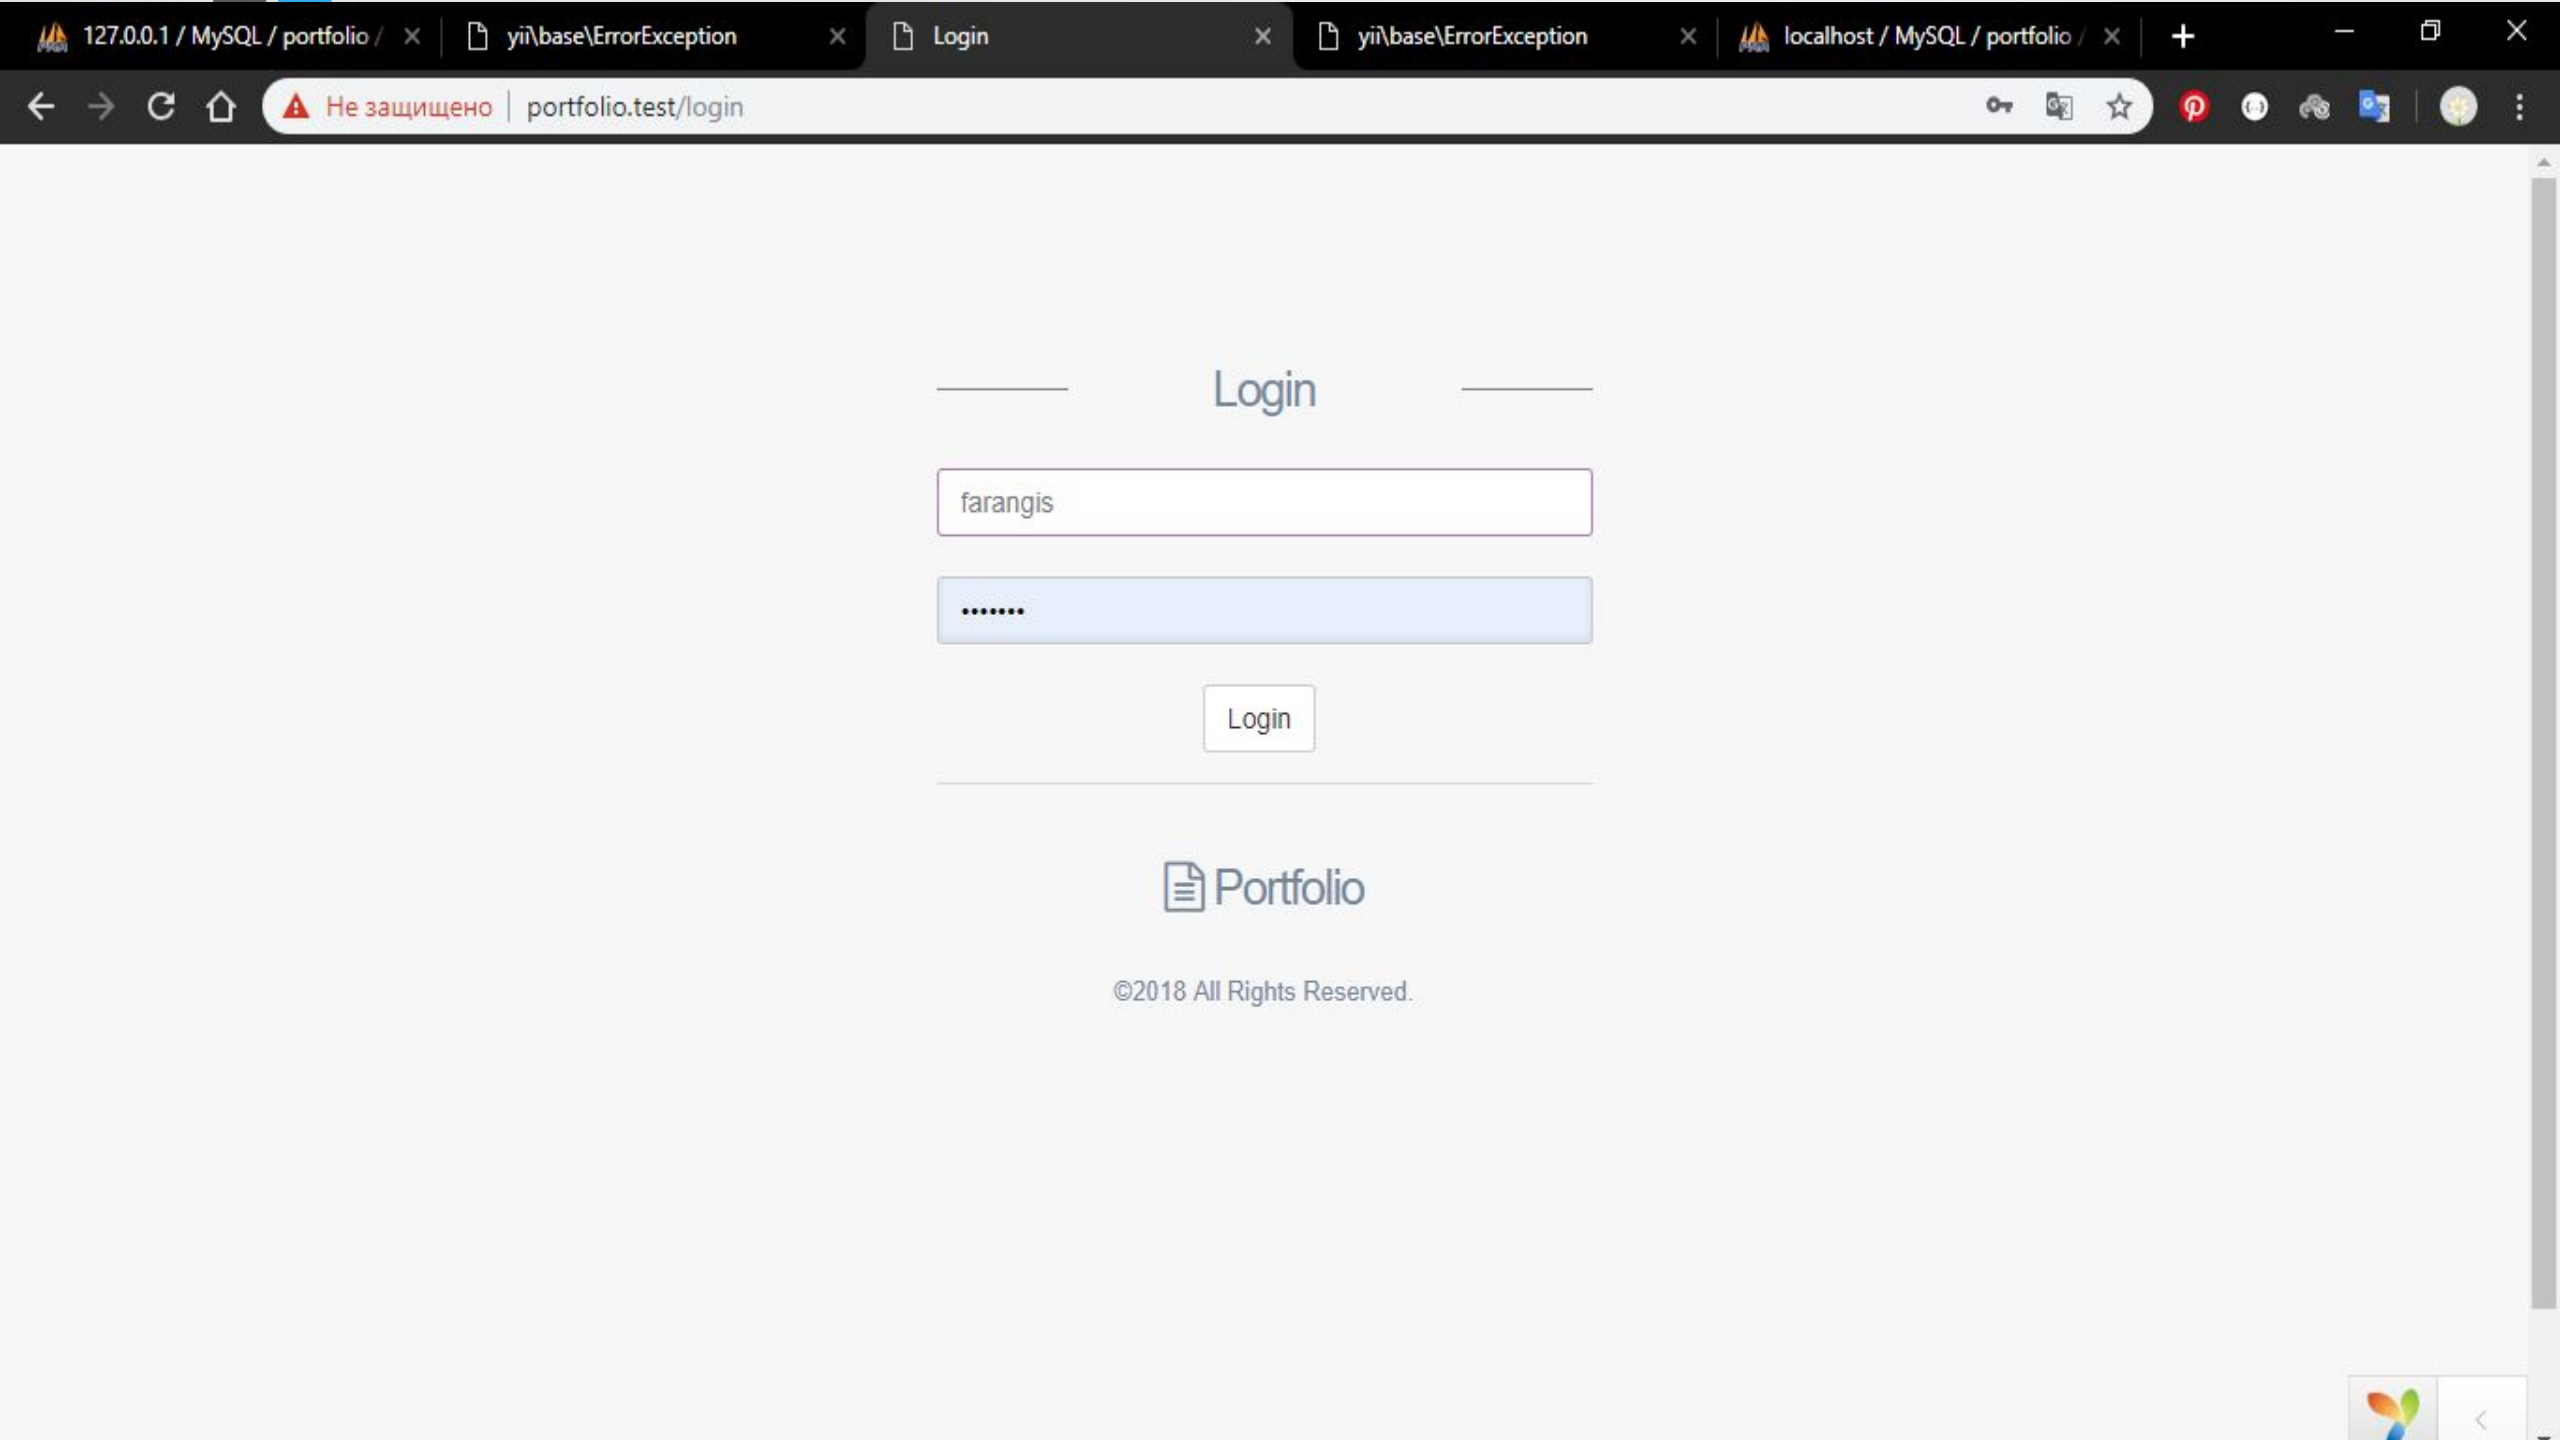 127.0.0.1 / MySQL / portfolio /
yii\base\ErrorException
Login
yii\base\ErrorException
localhost / MySQL / portfolio /
Не защищено
portfolio.test/login
Login
farangis
•••••••
Login
Portfolio
©2018 All Rights Reserved.